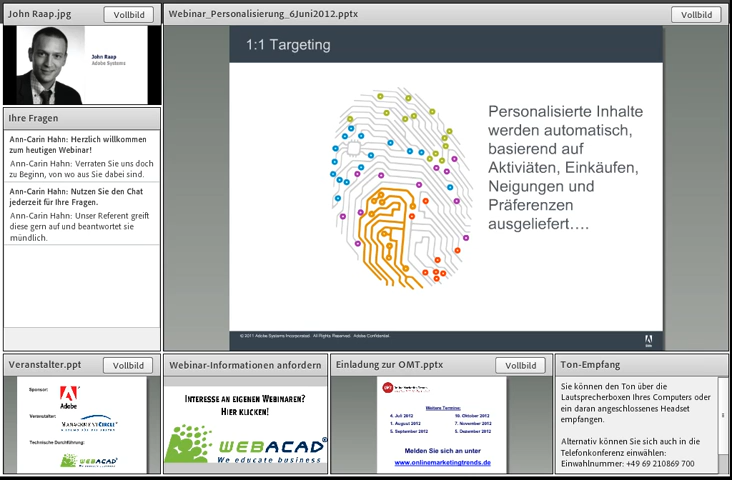 John Raap.jpg
Vollbild
John Raap
Adobe Systems
Ihre Fragen
Ann-Carin Hahn: Herzlich willkommen
zum heutigen Webinar!
Ann-Carin Hahn: Verraten Sie uns doch
zu Beginn, von wo aus Sie dabei sind.
Ann-Carin Hahn: Nutzen Sie den Chat
jederzeit für Ihre Fragen.
Ann-Carin Hahn: Unser Referent greift
diese gern auf und beantwortet sie
mündlich.
Webinar_Personalisierung_6Juni2012.pptx
Vollbild
1:1 Targeting
Personalisierte Inhalte
werden automatisch,
basierend auf
Aktiviäten, Einkäufen,
Neigungen und
Präferenzen
ausgeliefert….
© 2011 Adobe Systems Incorporated. All Rights Reserved. Adobe Confidential.
Veranstalter.ppt
Vollbild
Sponsor:
Adobe
Veranstalter:
MANAGEMENT CIRCLE
Technische Durchführung:
WEBACAD
Webinar-Informationen anfordern
INTERESSE AN EIGENEN WEBINAREN?
HIER KLICKEN!
WEBACAD
We educate business
Einladung zur OMT.pptx
Vollbild
Weitere Termine:
4. Juli 2012 10. Oktober 2012
1. August 2012 7. November 2012
5. September 2012 5. Dezember 2012
Melden Sie sich an unter
www.onlinemarketingtrends.de
Ton-Empfang
Sie können den Ton über die
Lautsprecherboxen Ihres Computers oder
ein daran angeschlossenes Headset
empfangen.
Alternativ können Sie sich auch in die
Telefonkonferenz einwählen:
Einwahlnummer: +49 69 210869 700